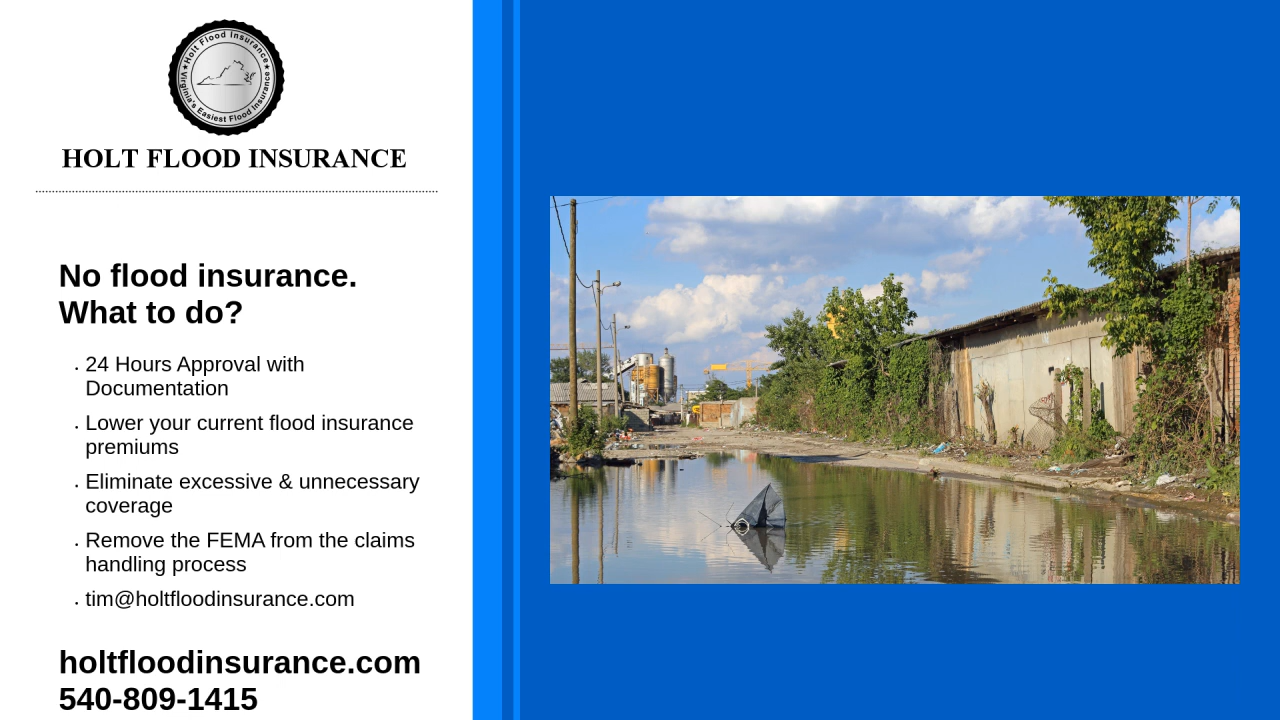 ★ Holt Flood Insurance ★
Virginia's Easiest Flood Insurance
HOLT FLOOD INSURANCE
No flood insurance.
What to do?
· 24 Hours Approval with
Documentation
· Lower your current flood insurance
premiums
· Eliminate excessive & unnecessary
coverage
· Remove the FEMA from the claims
handling process
· tim@holtfloodinsurance.com
holtfloodinsurance.com
540-809-1415